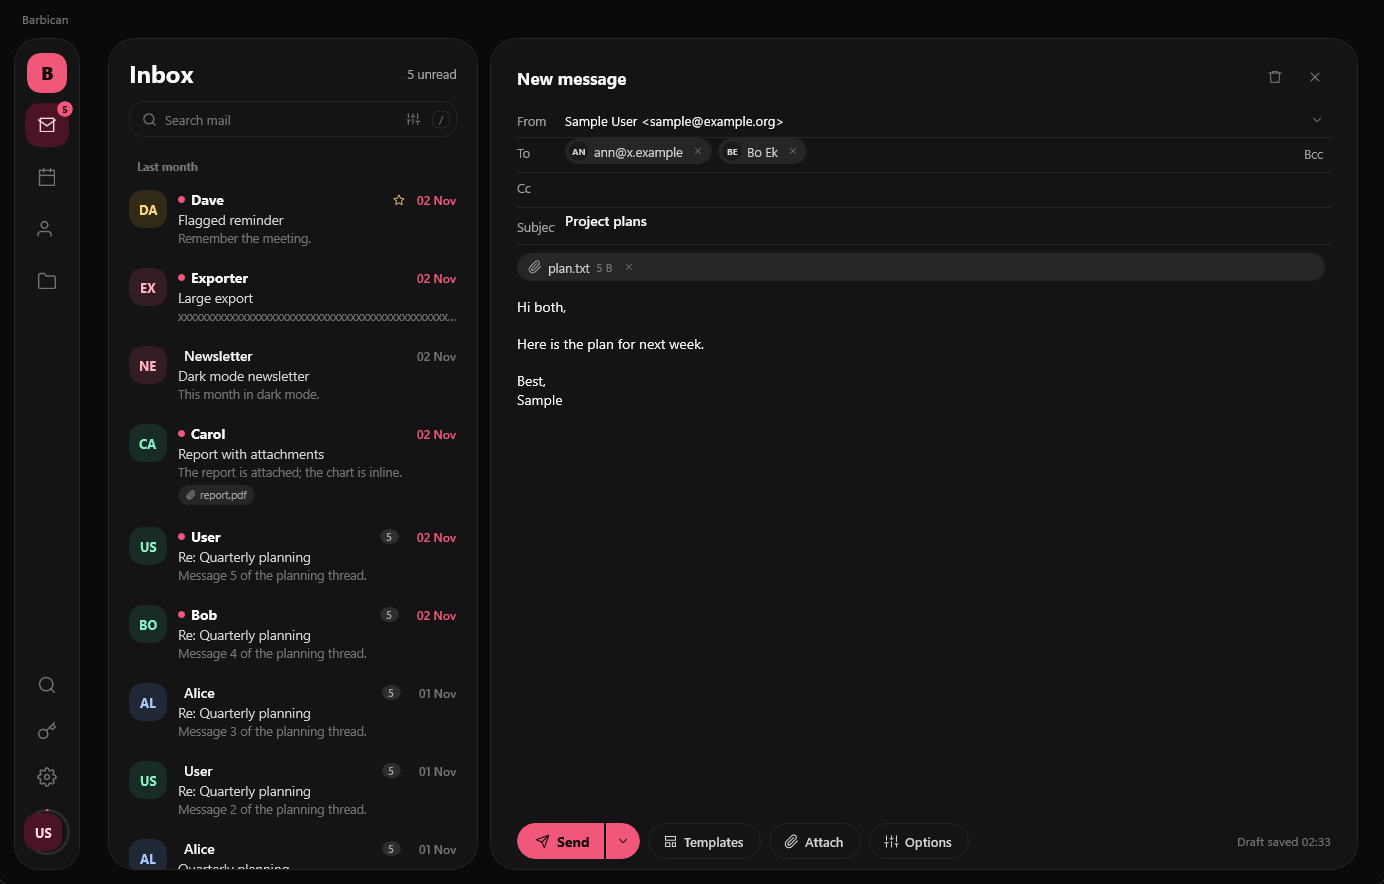 Barbican
B
5
US
Inbox
5 unread
Search mail
/
Last month
DA
Dave
02 Nov
Flagged reminder
Remember the meeting.
EX
Exporter
02 Nov
Large export
NE
Newsletter
02 Nov
Dark mode newsletter
This month in dark mode.
CA
Carol
02 Nov
Report with attachments
The report is attached; the chart is inline.
report.pdf
US
User
5
02 Nov
Re: Quarterly planning
Message 5 of the planning thread.
BO
Bob
5
02 Nov
Re: Quarterly planning
Message 4 of the planning thread.
AL
Alice
5
01 Nov
Re: Quarterly planning
Message 3 of the planning thread.
US
User
5
01 Nov
Re: Quarterly planning
Message 2 of the planning thread.
AL
Alice
5
01 Nov
Quarterly planning
New message
From
Sample User <sample@example.org>
To
AN
ann@x.example
BE
Bo Ek
Bcc
Cc
Subjec
Project plans
plan.txt
5 B
Hi both,
Here is the plan for next week.
Best,
Sample
Send
Templates
Attach
Options
Draft saved 02:33